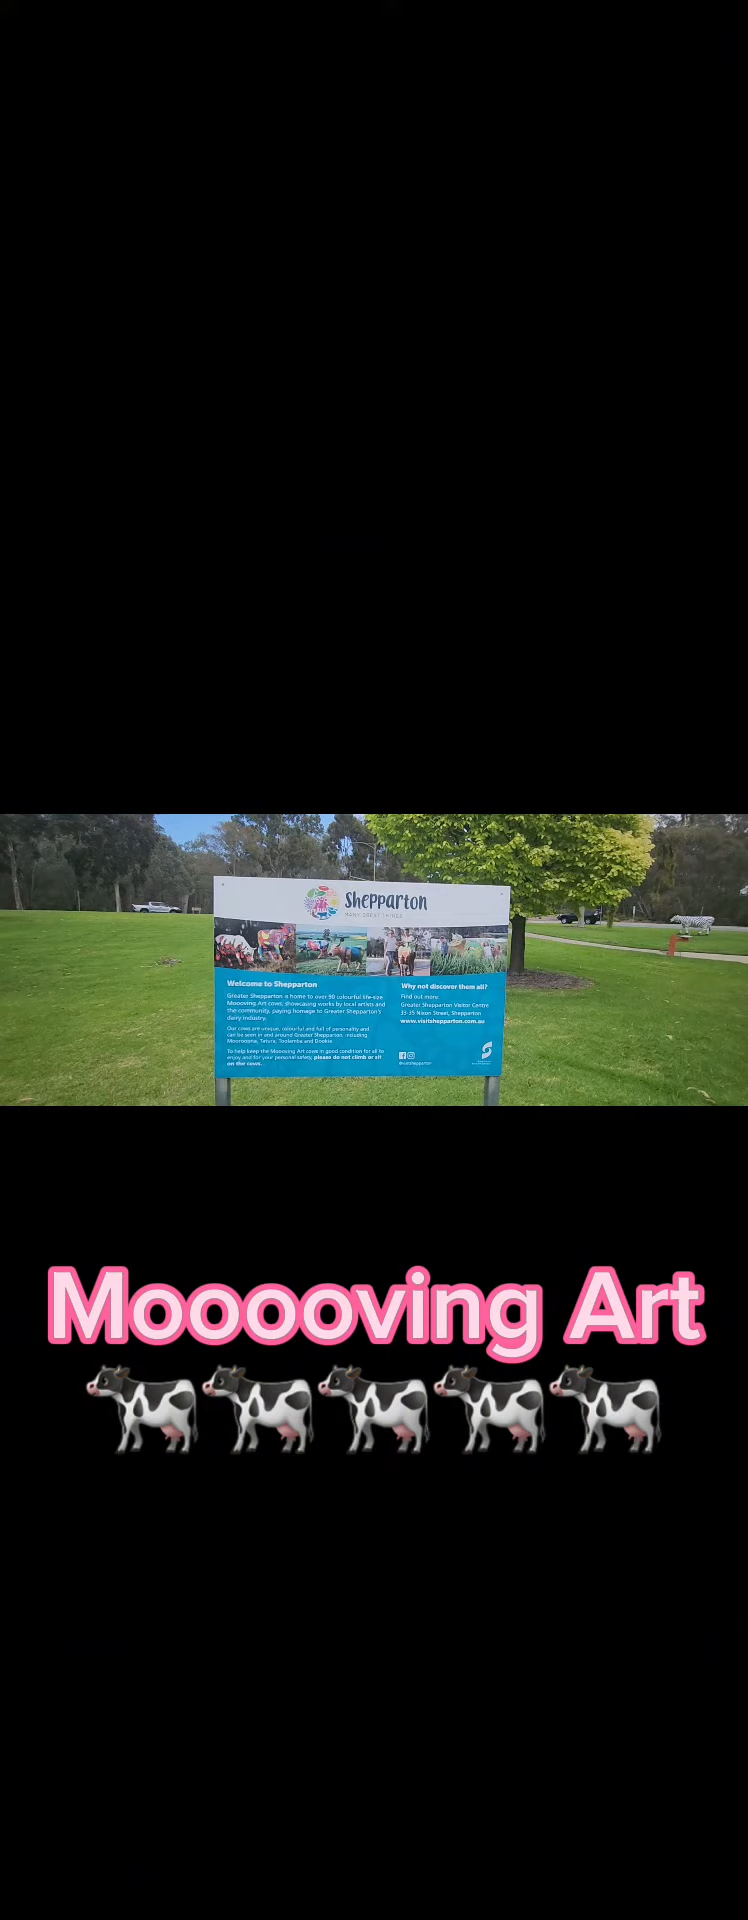 Shepparton
MANY GREAT THINGS
Welcome to Shepparton
Greater Shepparton is home to over 90 colourful life-size
Moooving Art cows, showcasing works by local artists and
the community, paying homage to Greater Shepparton's
dairy industry.
Our cows are unique, colourful and full of personality and
can be seen in and around Greater Shepparton, including
Mooroopna, Tatura, Toolamba and Dookie.
To help keep the Moooving Art cows in good condition for all to
enjoy and for your personal safety, please do not climb or sit
on the cows.
Why not discover them all?
Find out more:
Greater Shepparton Visitor Centre
33-35 Nixon Street, Shepparton
www.visitshepparton.com.au
@visitshepparton
Mooooving Art